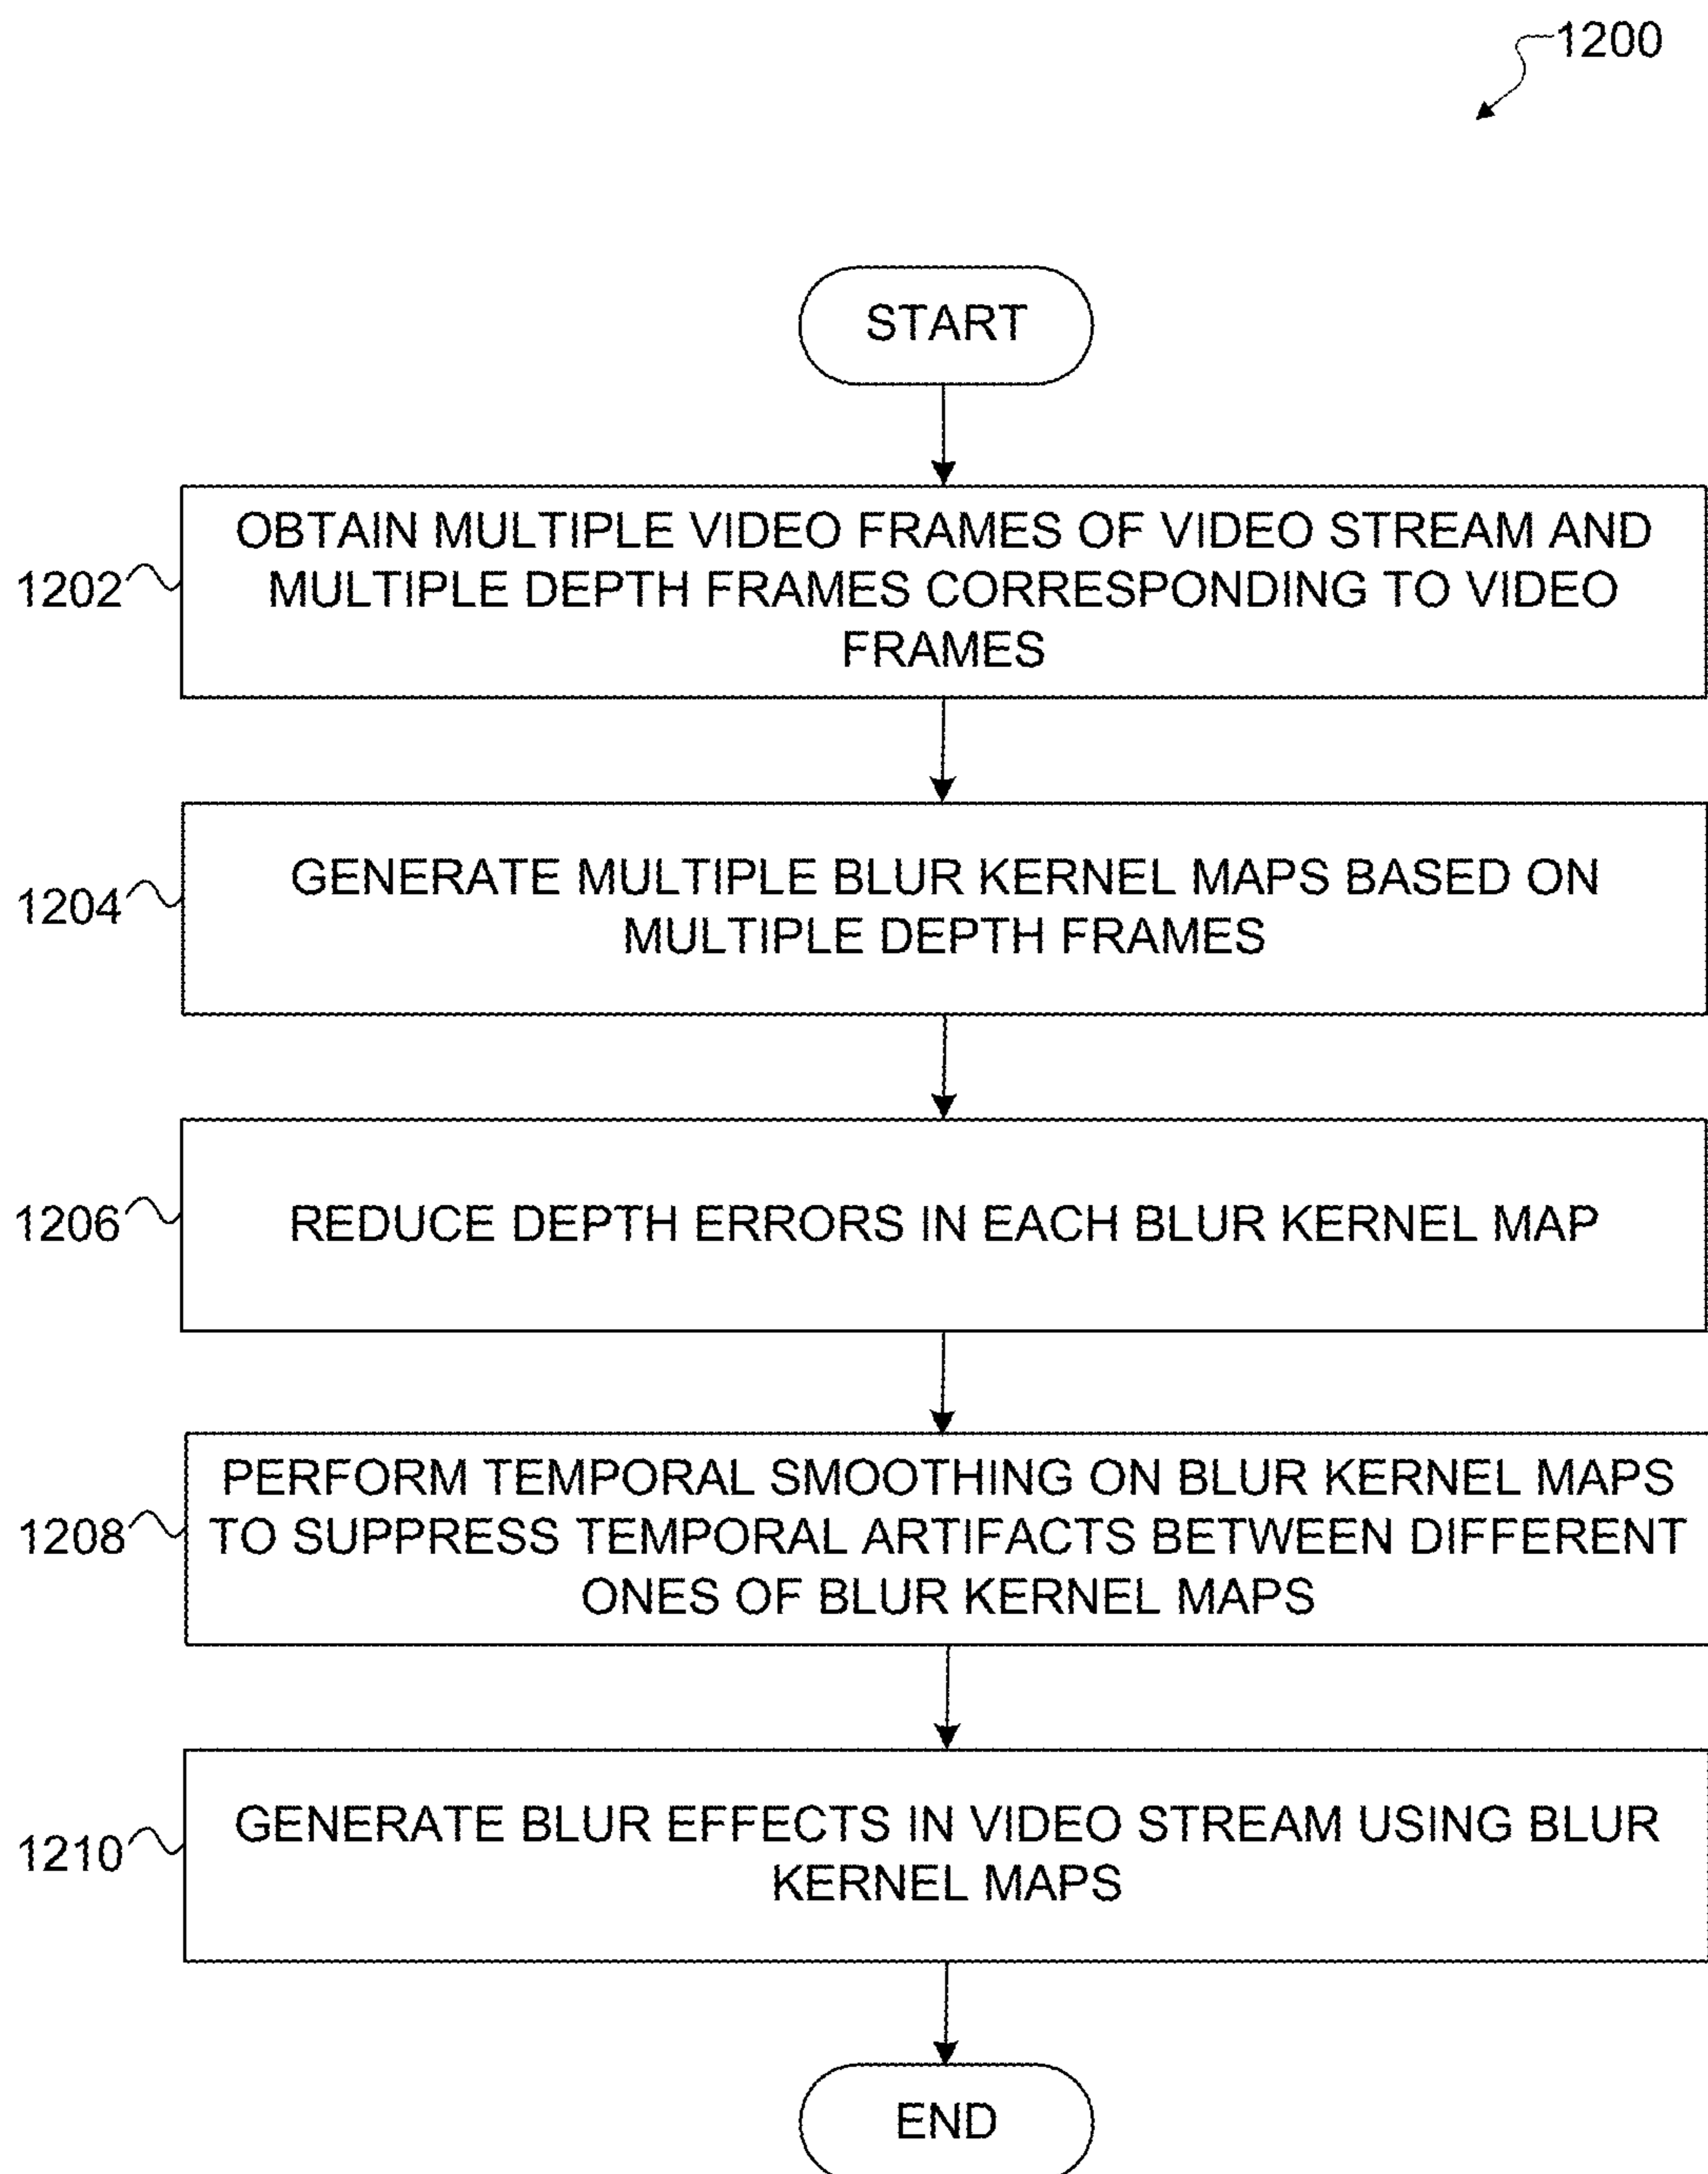 1200
START
OBTAIN MULTIPLE VIDEO FRAMES OF VIDEO STREAM AND
MULTIPLE DEPTH FRAMES CORRESPONDING TO VIDEO
FRAMES
1202
GENERATE MULTIPLE BLUR KERNEL MAPS BASED ON
MULTIPLE DEPTH FRAMES
1204
REDUCE DEPTH ERRORS IN EACH BLUR KERNEL MAP
1206
PERFORM TEMPORAL SMOOTHING ON BLUR KERNEL MAPS
TO SUPPRESS TEMPORAL ARTIFACTS BETWEEN DIFFERENT
ONES OF BLUR KERNEL MAPS
1208
GENERATE BLUR EFFECTS IN VIDEO STREAM USING BLUR
KERNEL MAPS
1210
END